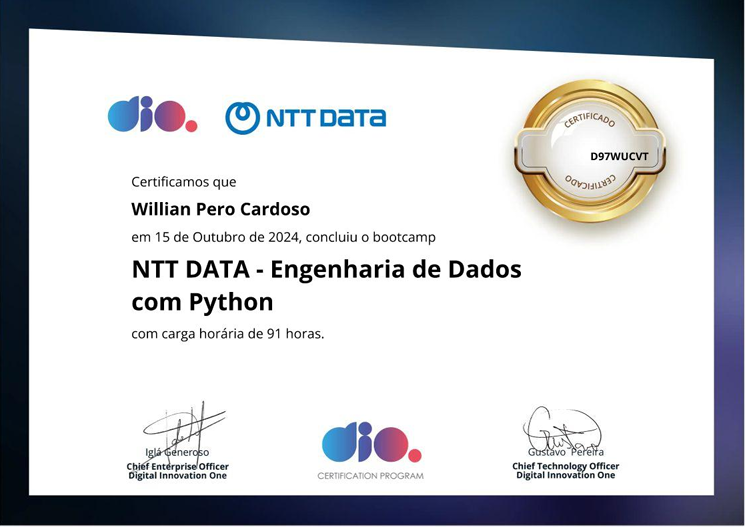 dio.
NTT DATA
CERTIFICADO
D97WUCVT
CERTIFICADO
Certificamos que
Willian Pero Cardoso
em 15 de Outubro de 2024, concluiu o bootcamp
NTT DATA - Engenharia de Dados
com Python
com carga horária de 91 horas.
Iglá Generoso
Chief Enterprise Officer
Digital Innovation One
dio.
CERTIFICATION PROGRAM
Gustavo Pereira
Chief Technology Officer
Digital Innovation One